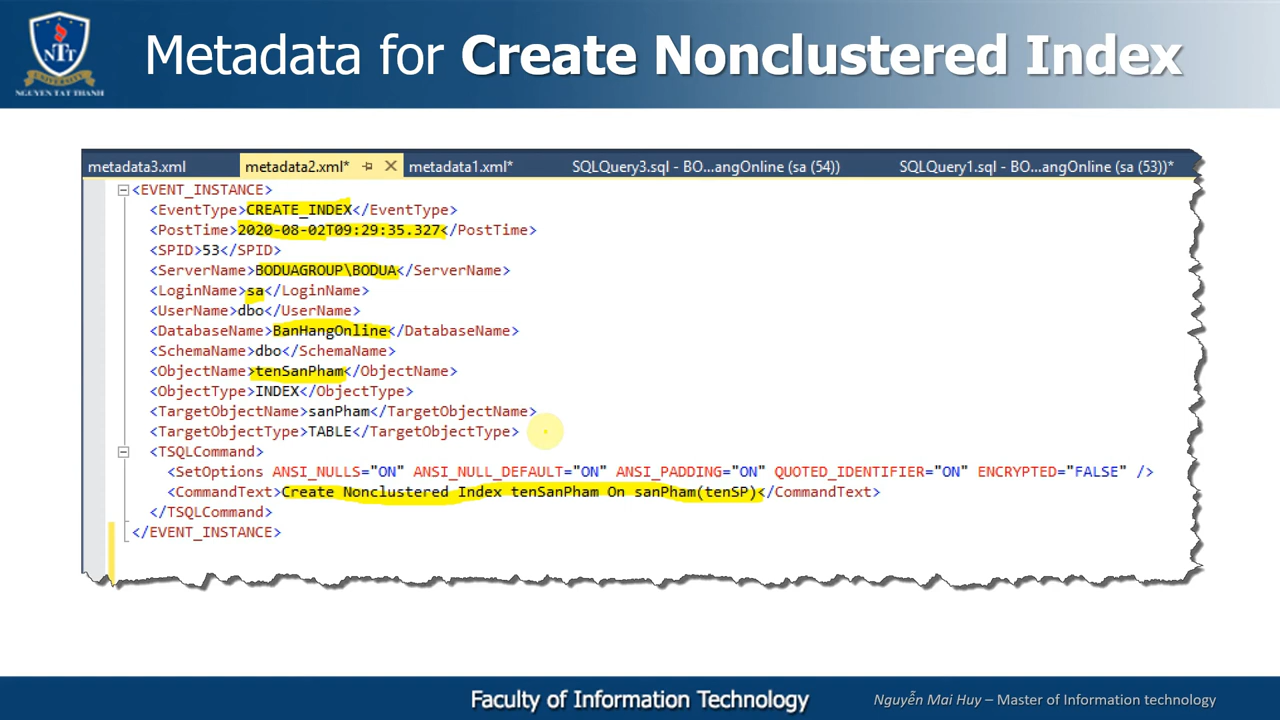 NTT
UNIVERSITY
NGUYEN TAT THANH
Metadata for Create Nonclustered Index
metadata3.xml metadata2.xml* metadata1.xml* SQLQuery3.sql - BO...angOnline (sa (54)) SQLQuery1.sql - BO...angOnline (sa (53))*
<EVENT_INSTANCE>
<EventType>CREATE_INDEX</EventType>
<PostTime>2020-08-02T09:29:35.327</PostTime>
<SPID>53</SPID>
<ServerName>BODUAGROUP\BODUA</ServerName>
<LoginName>sa</LoginName>
<UserName>dbo</UserName>
<DatabaseName>BanHangOnline</DatabaseName>
<SchemaName>dbo</SchemaName>
<ObjectName>tenSanPham</ObjectName>
<ObjectType>INDEX</ObjectType>
<TargetObjectName>sanPham</TargetObjectName>
<TargetObjectType>TABLE</TargetObjectType>
<TSQLCommand>
<SetOptions ANSI_NULLS="ON" ANSI_NULL_DEFAULT="ON" ANSI_PADDING="ON" QUOTED_IDENTIFIER="ON" ENCRYPTED="FALSE" />
<CommandText>Create Nonclustered Index tenSanPham On sanPham(tenSP)</CommandText>
</TSQLCommand>
</EVENT_INSTANCE>
Faculty of Information Technology
Nguyễn Mai Huy – Master of Information technology